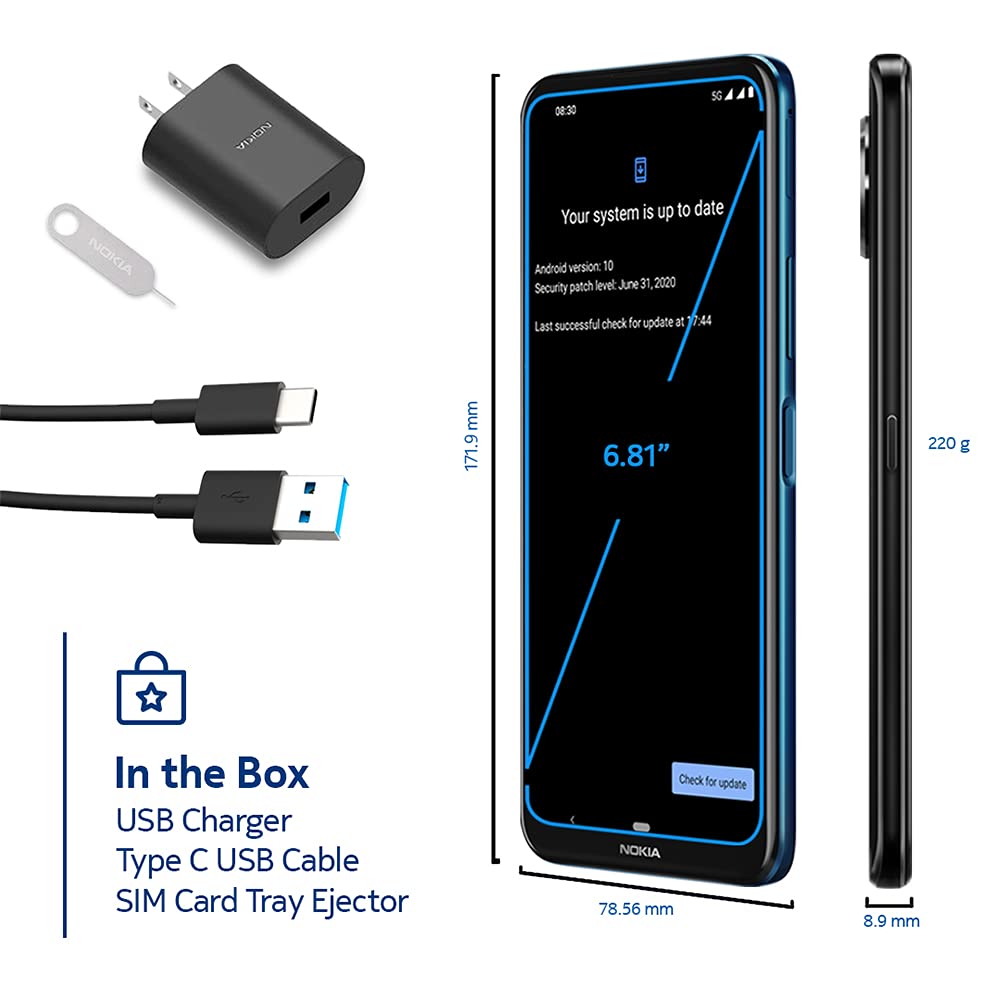 NOKIA
NOKIA
In the Box
USB Charger
Type C USB Cable
SIM Card Tray Ejector
08:30
5G
Your system is up to date
Android version: 10
Security patch level: June 31, 2020
Last successful check for update at 17:44
6.81”
Check for update
NOKIA
171.9 mm
78.56 mm
220 g
8.9 mm